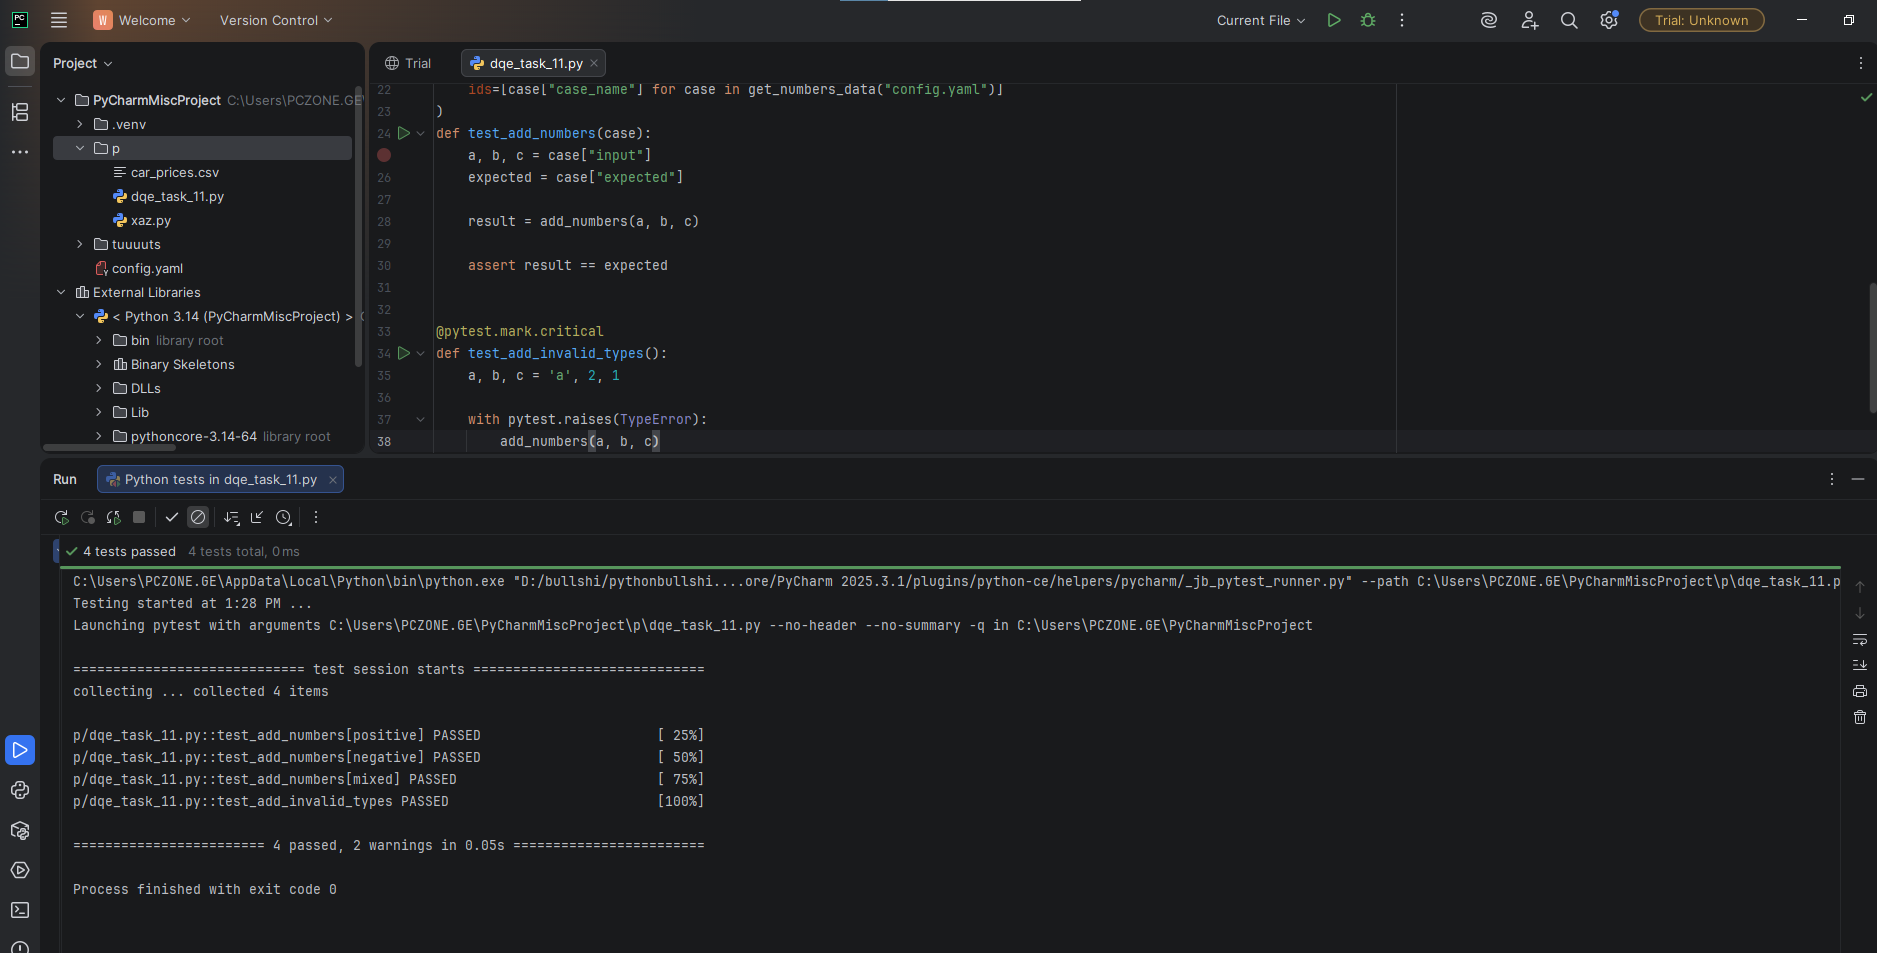 PC
W Welcome
Version Control
Current File
Trial: Unknown
Project
PyCharmMiscProject C:\Users\PCZONE.GE\
.venv
p
car_prices.csv
dqe_task_11.py
xaz.py
tuuuuts
config.yaml
External Libraries
< Python 3.14 (PyCharmMiscProject) >
bin library root
Binary Skeletons
DLLs
Lib
pythoncore-3.14-64 library root
Trial
dqe_task_11.py
22 ids=[case["case_name"] for case in get_numbers_data("config.yaml")]
23 )
24 def test_add_numbers(case):
a, b, c = case["input"]
26 expected = case["expected"]
27
28 result = add_numbers(a, b, c)
29
30 assert result == expected
31
32
33 @pytest.mark.critical
34 def test_add_invalid_types():
35 a, b, c = 'a', 2, 1
36
37 with pytest.raises(TypeError):
38 add_numbers(a, b, c)
Run
Python tests in dqe_task_11.py
4 tests passed 4 tests total, 0 ms
C:\Users\PCZONE.GE\AppData\Local\Python\bin\python.exe "D:/bullshi/pythonbullshi....ore/PyCharm 2025.3.1/plugins/python-ce/helpers/pycharm/_jb_pytest_runner.py" --path C:\Users\PCZONE.GE\PyCharmMiscProject\p\dqe_task_11.p
Testing started at 1:28 PM ...
Launching pytest with arguments C:\Users\PCZONE.GE\PyCharmMiscProject\p\dqe_task_11.py --no-header --no-summary -q in C:\Users\PCZONE.GE\PyCharmMiscProject
============================= test session starts =============================
collecting ... collected 4 items
p/dqe_task_11.py::test_add_numbers[positive] PASSED [ 25%]
p/dqe_task_11.py::test_add_numbers[negative] PASSED [ 50%]
p/dqe_task_11.py::test_add_numbers[mixed] PASSED [ 75%]
p/dqe_task_11.py::test_add_invalid_types PASSED [100%]
======================== 4 passed, 2 warnings in 0.05s ========================
Process finished with exit code 0